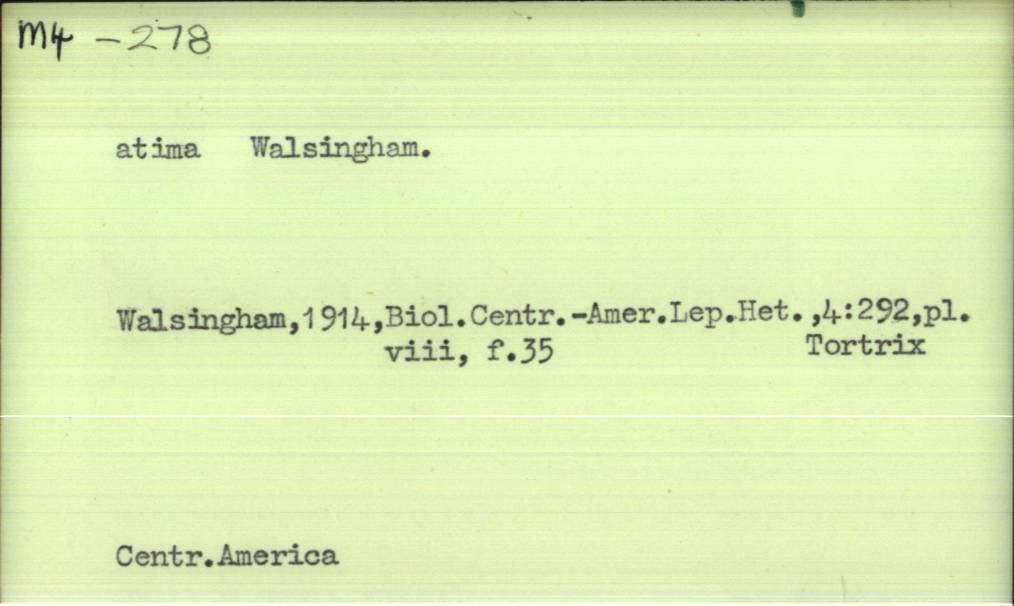 M4 - 278
atima Walsingham.
Walsingham,1914,Biol.Centr.-Amer.Lep.Het.,4:292,pl.
viii, f.35 Tortrix
Centr.America